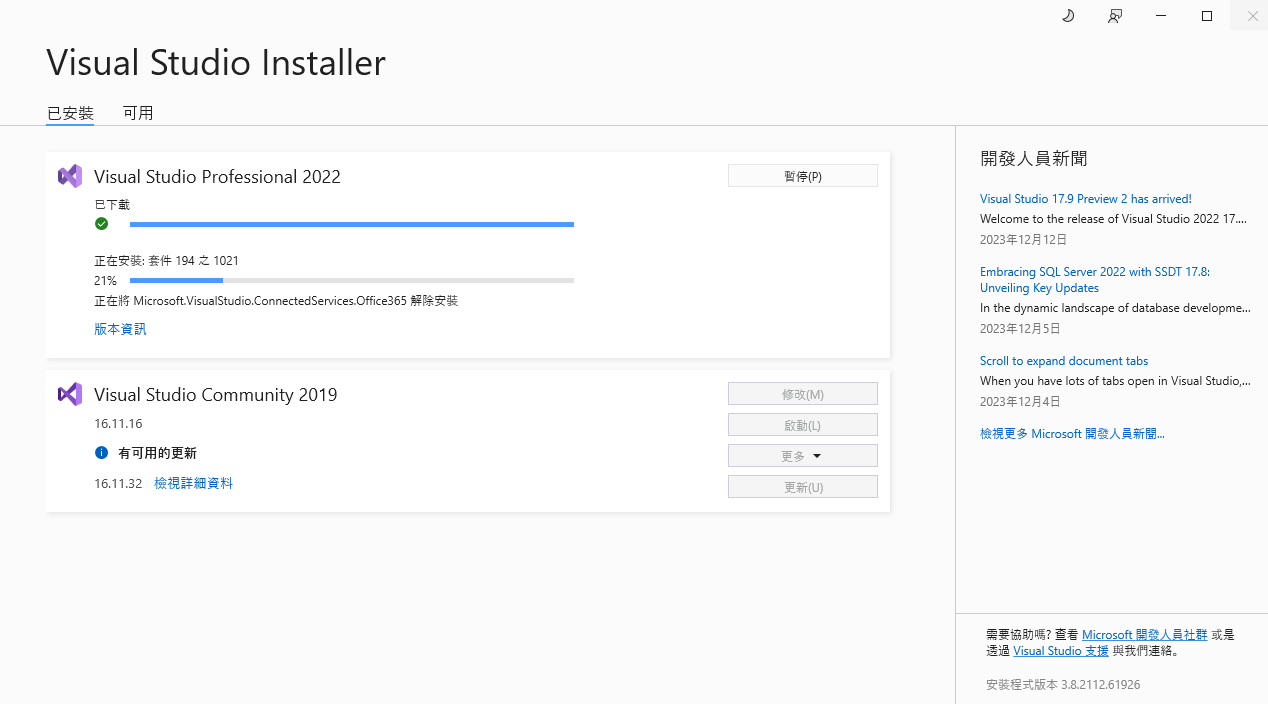 Visual Studio Installer
已安裝 可用
Visual Studio Professional 2022
暫停(P)
已下載
正在安裝: 套件 194 之 1021
21%
正在將 Microsoft.VisualStudio.ConnectedServices.Office365 解除安裝
版本資訊
Visual Studio Community 2019
修改(M)
16.11.16
啟動(L)
有可用的更新
更多
16.11.32 檢視詳細資料
更新(U)
開發人員新聞
Visual Studio 17.9 Preview 2 has arrived!
Welcome to the release of Visual Studio 2022 17....
2023年12月12日
Embracing SQL Server 2022 with SSDT 17.8:
Unveiling Key Updates
In the dynamic landscape of database developme...
2023年12月5日
Scroll to expand document tabs
When you have lots of tabs open in Visual Studio,...
2023年12月4日
檢視更多 Microsoft 開發人員新聞...
需要協助嗎? 查看 Microsoft 開發人員社群 或是
透過 Visual Studio 支援 與我們連絡。
安裝程式版本 3.8.2112.61926